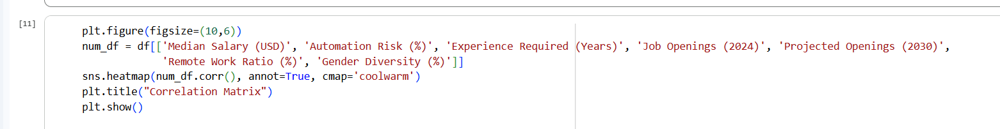 [11]
plt.figure(figsize=(10,6))
num_df = df[['Median Salary (USD)', 'Automation Risk (%)', 'Experience Required (Years)', 'Job Openings (2024)', 'Projected Openings (2030)',
'Remote Work Ratio (%)', 'Gender Diversity (%)']]
sns.heatmap(num_df.corr(), annot=True, cmap='coolwarm')
plt.title("Correlation Matrix")
plt.show()